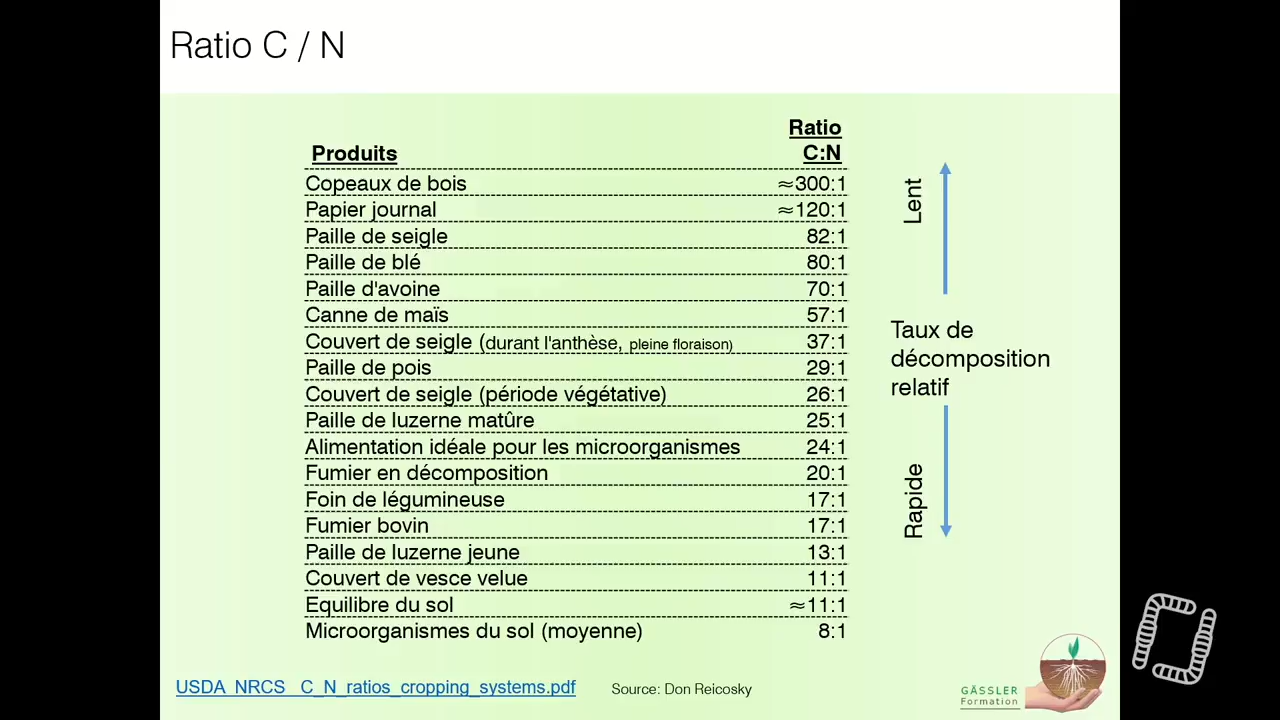 Ratio C / N
Ratio
Produits C:N
Copeaux de bois ≈300:1
Papier journal ≈120:1
Paille de seigle 82:1
Paille de blé 80:1
Paille d'avoine 70:1
Canne de maïs 57:1
Couvert de seigle (durant l'anthèse, pleine floraison) 37:1
Paille de pois 29:1
Couvert de seigle (période végétative) 26:1
Paille de luzerne matûre 25:1
Alimentation idéale pour les microorganismes 24:1
Fumier en décomposition 20:1
Foin de légumineuse 17:1
Fumier bovin 17:1
Paille de luzerne jeune 13:1
Couvert de vesce velue 11:1
Equilibre du sol ≈11:1
Microorganismes du sol (moyenne) 8:1
Lent
Taux de
décomposition
relatif
Rapide
USDA_NRCS__C_N_ratios_cropping_systems.pdf
Source: Don Reicosky
GÄSSLER
Formation